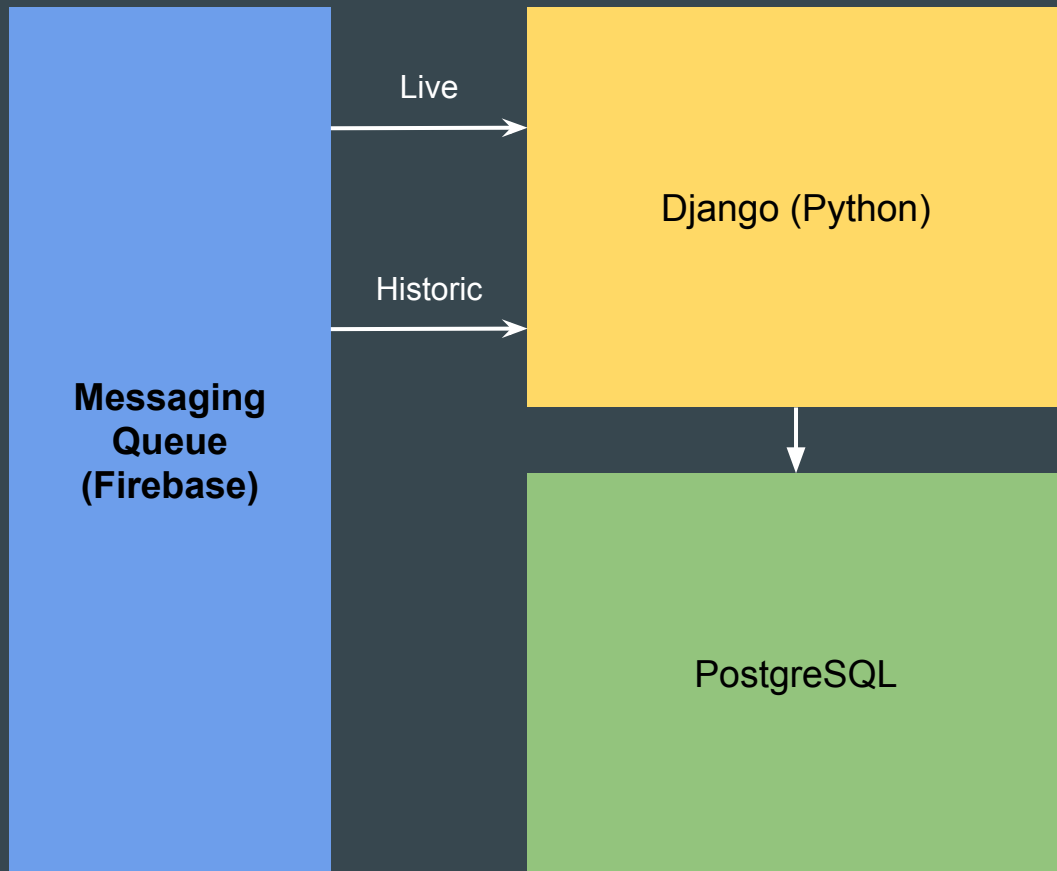 Live
Django (Python)
Historic
Messaging
Queue
(Firebase)
PostgreSQL